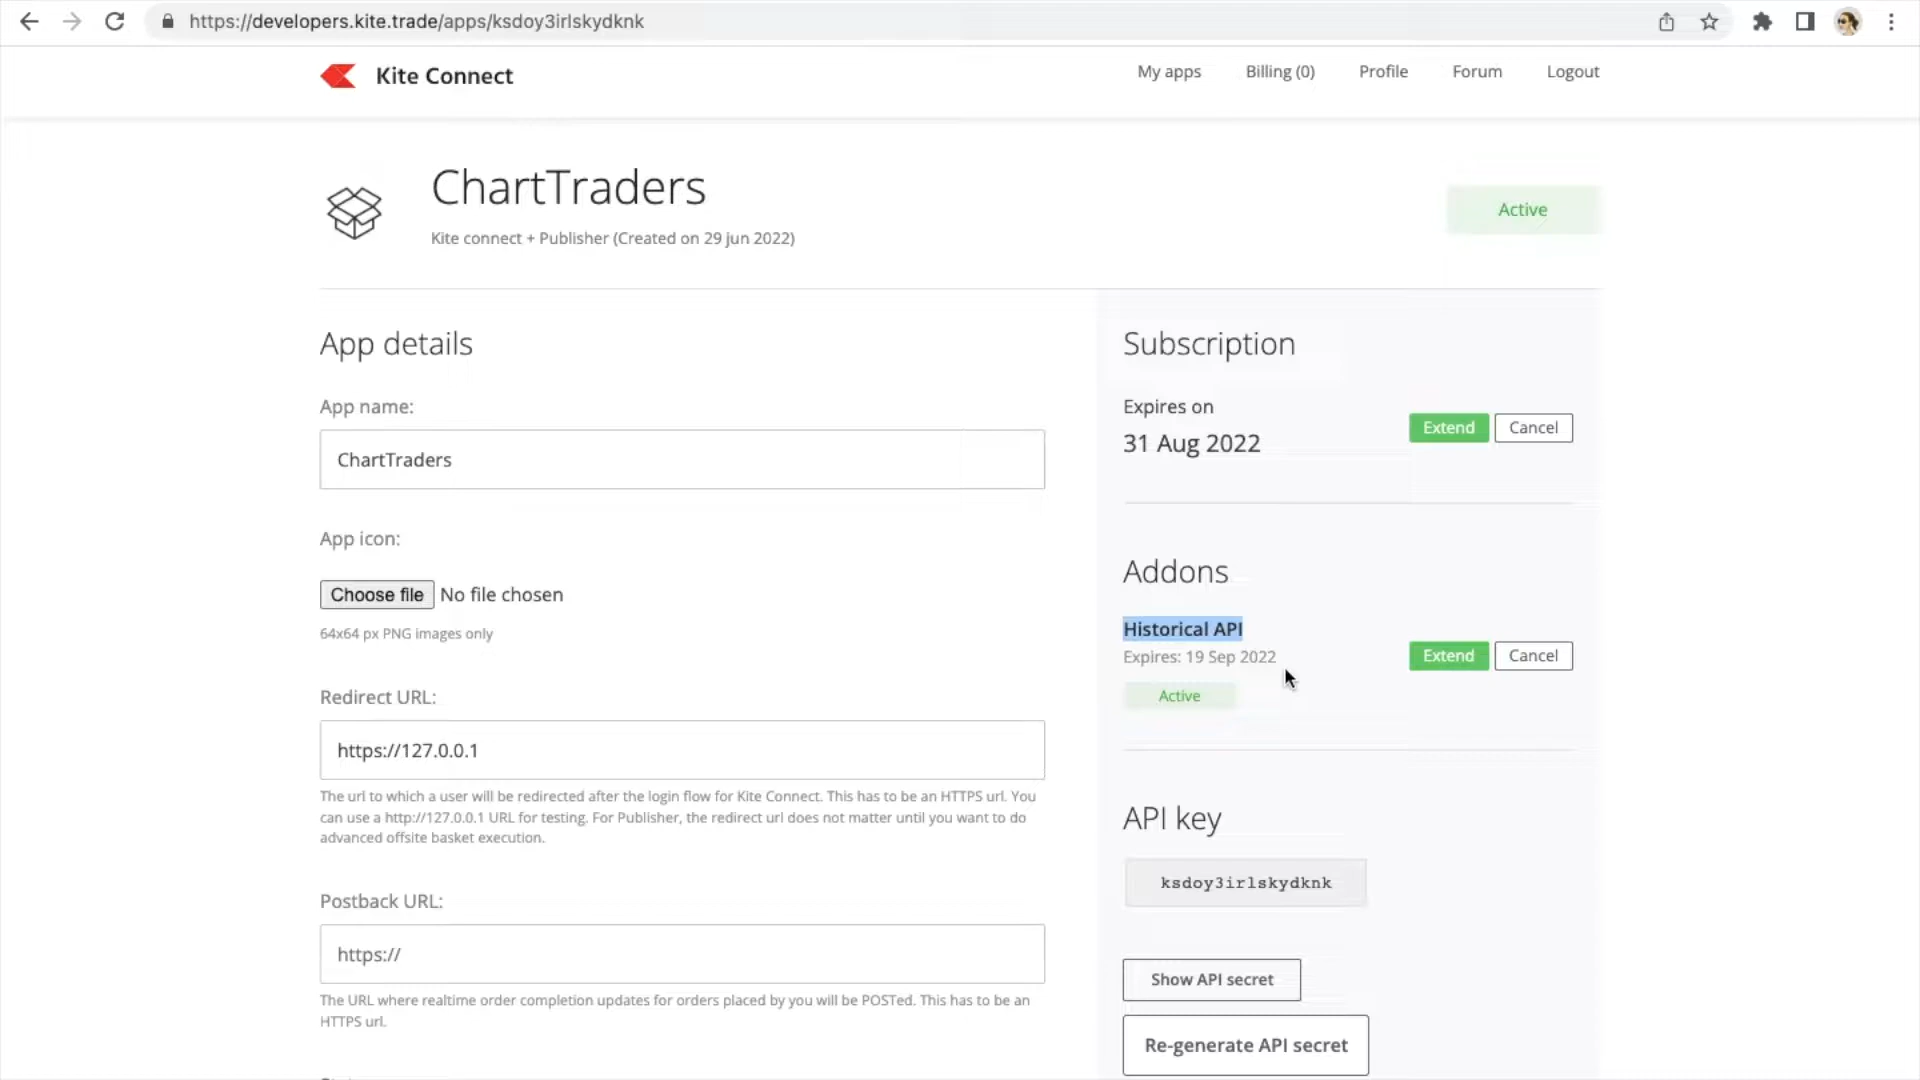 https://developers.kite.trade/apps/ksdoy3irlskydknk
Kite Connect
My apps
Billing (0)
Profile
Forum
Logout
ChartTraders
Kite connect + Publisher (Created on 29 jun 2022)
Active
App details
App name:
ChartTraders
App icon:
Choose file No file chosen
64x64 px PNG images only
Redirect URL:
https://127.0.0.1
The url to which a user will be redirected after the login flow for Kite Connect. This has to be an HTTPS url. You
can use a http://127.0.0.1 URL for testing. For Publisher, the redirect url does not matter until you want to do
advanced offsite basket execution.
Postback URL:
https://
The URL where realtime order completion updates for orders placed by you will be POSTed. This has to be an
HTTPS url.
Subscription
Expires on
31 Aug 2022
Extend
Cancel
Addons
Historical API
Expires: 19 Sep 2022
Extend
Cancel
Active
API key
ksdoy3irlskydknk
Show API secret
Re-generate API secret